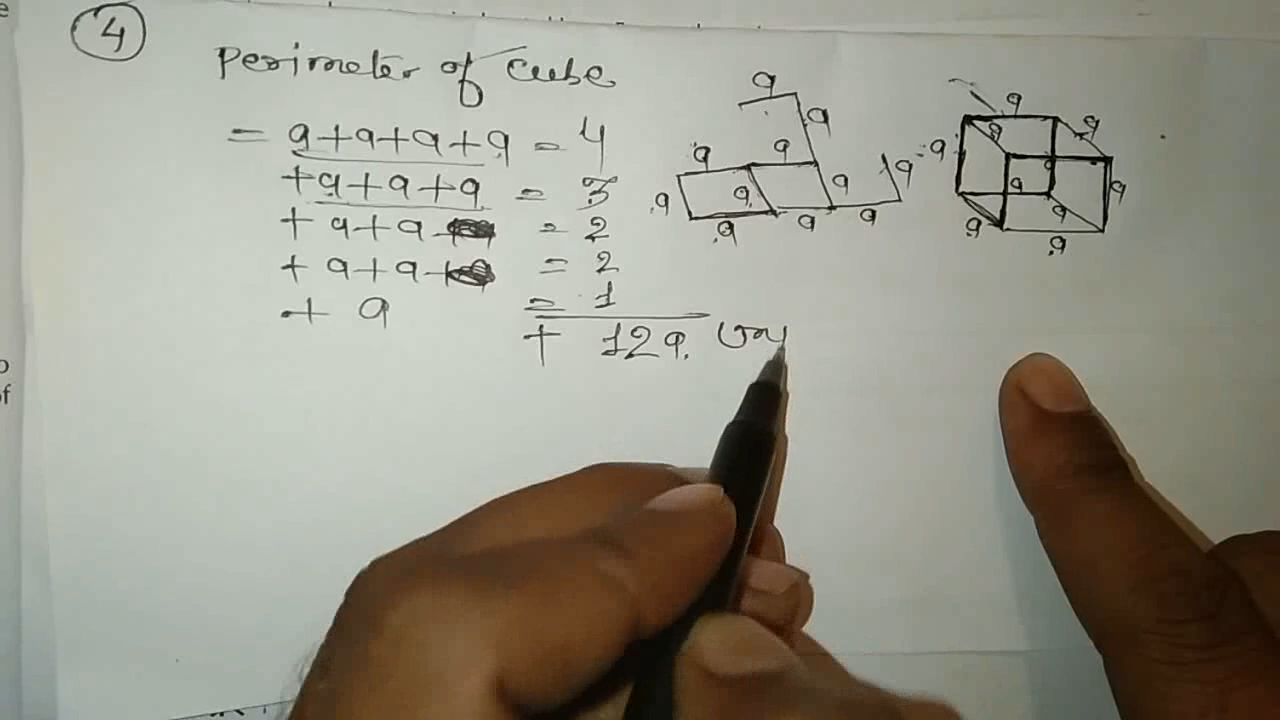 4
Perimeter of cube
= a+a+a+a = 4
+a+a+a = 3
+ a+a = 2
+ a+a = 2
+ a = 1
+ 12a.
a
a
a a
a a a a
a a a
a a
a a a
a a a
a a
a